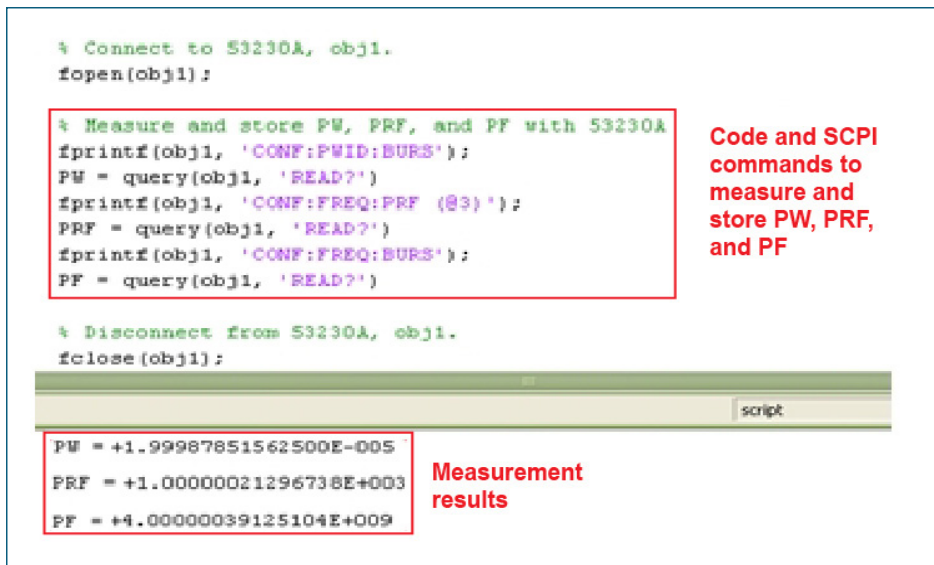 % Connect to 53230A, obj1.
fopen(obj1);
% Measure and store PW, PRF, and PF with 53230A
fprintf(obj1, 'CONF:PWID:BURS');
PW = query(obj1, 'READ?')
fprintf(obj1, 'CONF:FREQ:PRF (@3)');
PRF = query(obj1, 'READ?')
fprintf(obj1, 'CONF:FREQ:BURS');
PF = query(obj1, 'READ?')
Code and SCPI
commands to
measure and
store PW, PRF,
and PF
% Disconnect from 53230A, obj1.
fclose(obj1);
script
PW = +1.99987851562500E-005
PRF = +1.00000021296738E+003
PF = +4.00000039125104E+009
Measurement
results